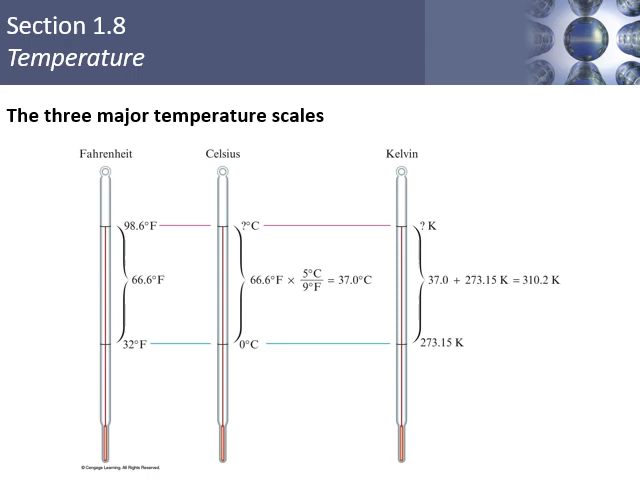 Section 1.8
Temperature
The three major temperature scales
Fahrenheit Celsius Kelvin
98.6°F ?°C ? K
66.6°F 66.6°F × 5°C/9°F = 37.0°C 37.0 + 273.15 K = 310.2 K
32°F 0°C 273.15 K
© Cengage Learning. All Rights Reserved.